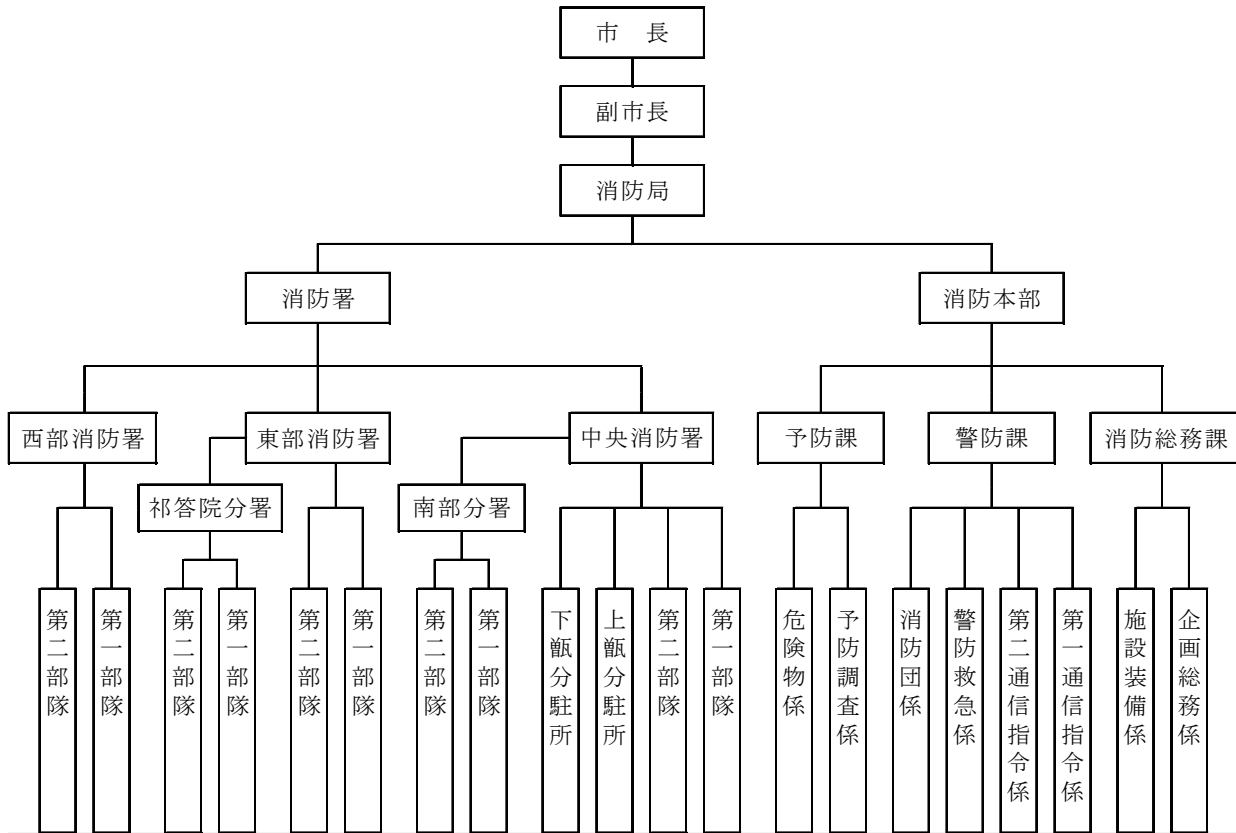 市　長
副市長
消防局
消防署
消防本部
西部消防署
東部消防署
中央消防署
予防課
警防課
消防総務課
祁答院分署
南部分署
第二部隊
第一部隊
第二部隊
第一部隊
第二部隊
第一部隊
第二部隊
第一部隊
下甑分駐所
上甑分駐所
第二部隊
第一部隊
危険物係
予防調査係
消防団係
警防救急係
第二通信指令係
第一通信指令係
施設装備係
企画総務係